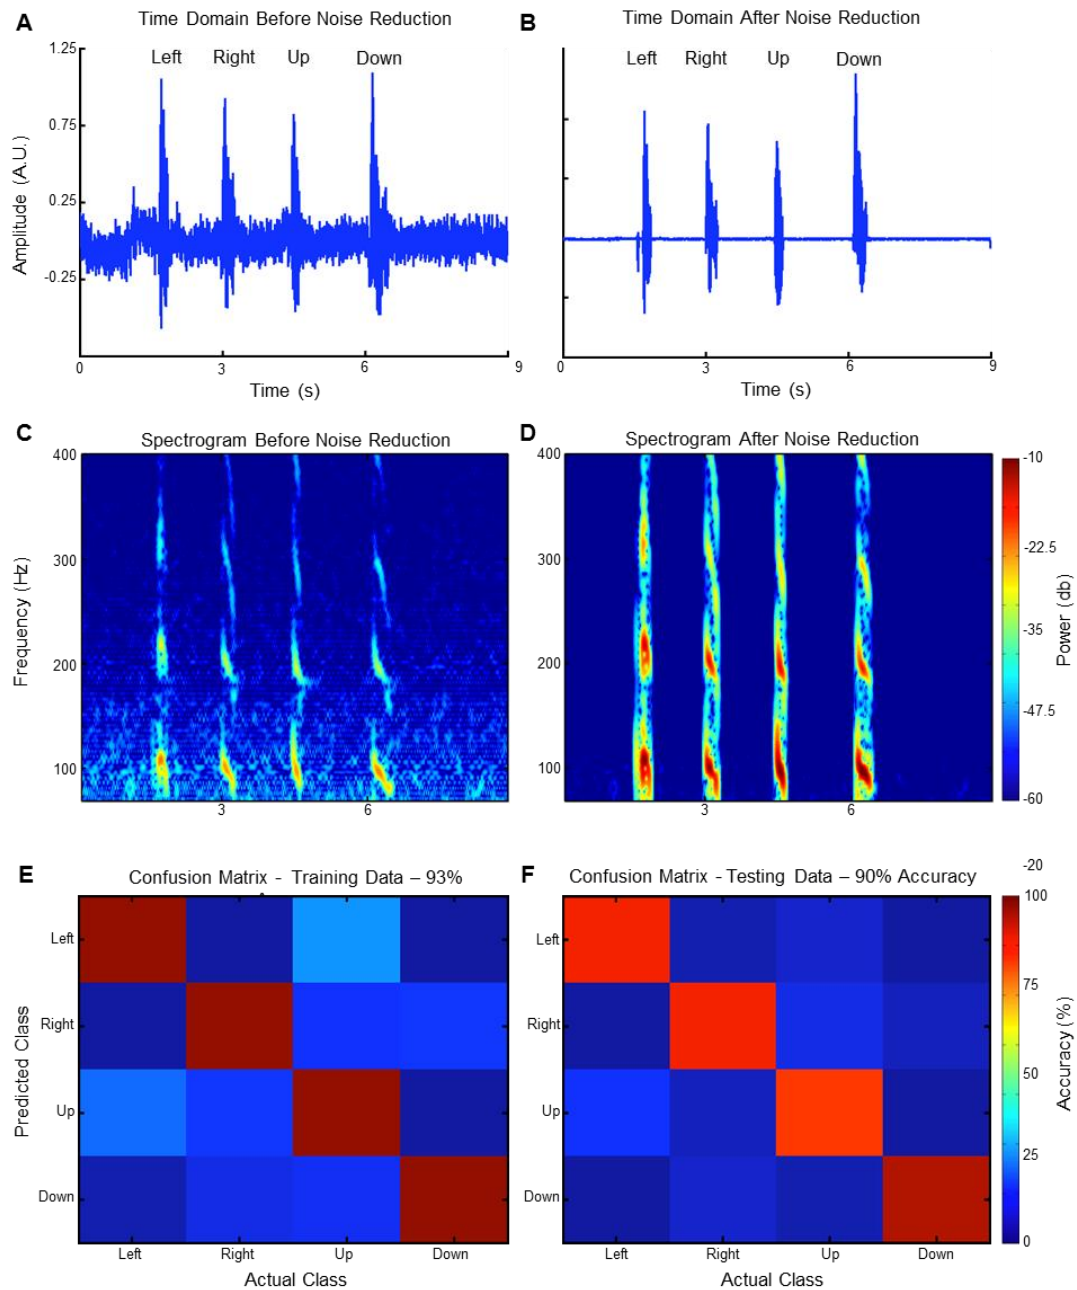 A
Time Domain Before Noise Reduction
B
Time Domain After Noise Reduction
1.25
0.75
0.25
-0.25
Amplitude (A.U.)
Left Right Up Down
Left Right Up Down
0 3 6 9
Time (s)
0 3 6 9
Time (s)
C
Spectrogram Before Noise Reduction
D
Spectrogram After Noise Reduction
400
300
200
100
Frequency (Hz)
3 6
400
300
200
100
3 6
-10
-22.5
-35
-47.5
-60
Power (db)
E
Confusion Matrix - Training Data – 93%
F
Confusion Matrix - Testing Data – 90% Accuracy
-20
Left
Right
Up
Down
Predicted Class
Left Right Up Down
Actual Class
Left
Right
Up
Down
Left Right Up Down
Actual Class
100
75
50
25
0
Accuracy (%)